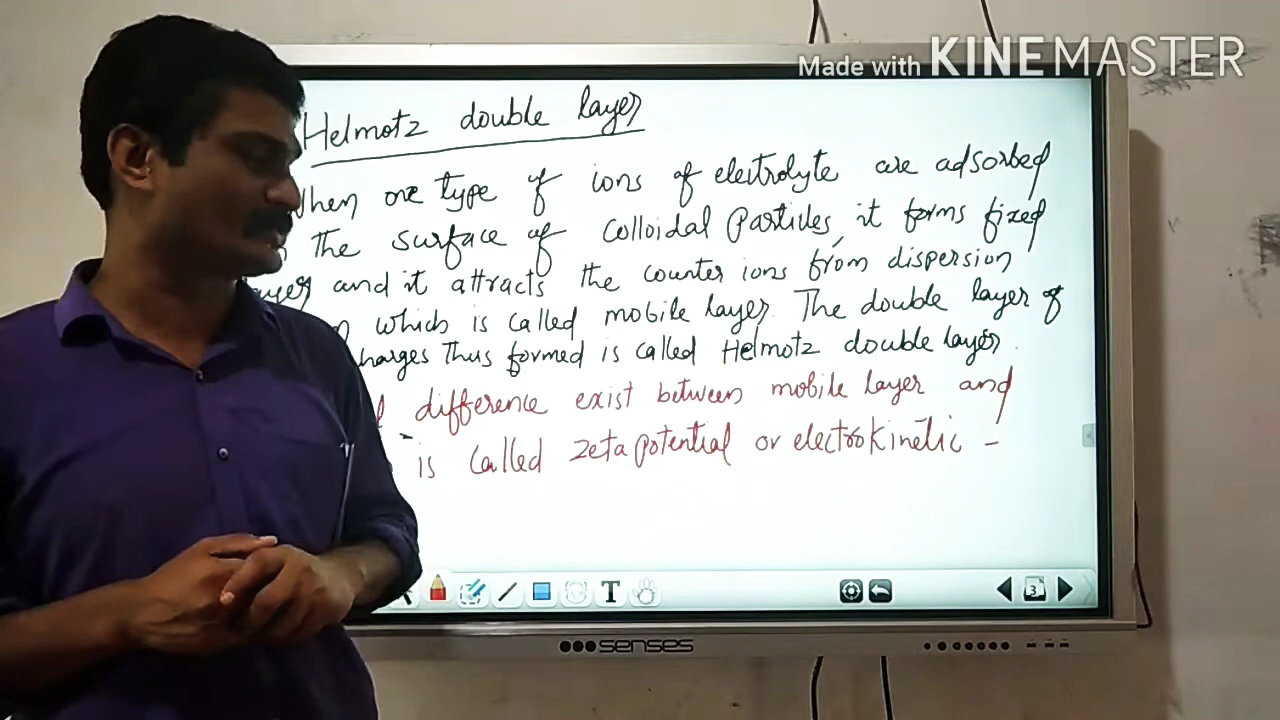 Made with KINEMASTER
Helmotz double layer
When one type of ions of electrolyte are adsorbed
The surface of colloidal Particles, it forms fixed
layer and it attracts the counter ions from dispersion
which is called mobile layer. The double layer of
charges Thus formed is called Helmotz double layer.
difference exist between mobile layer and
is called zeta potential or electrokinetic -
T
3
senses